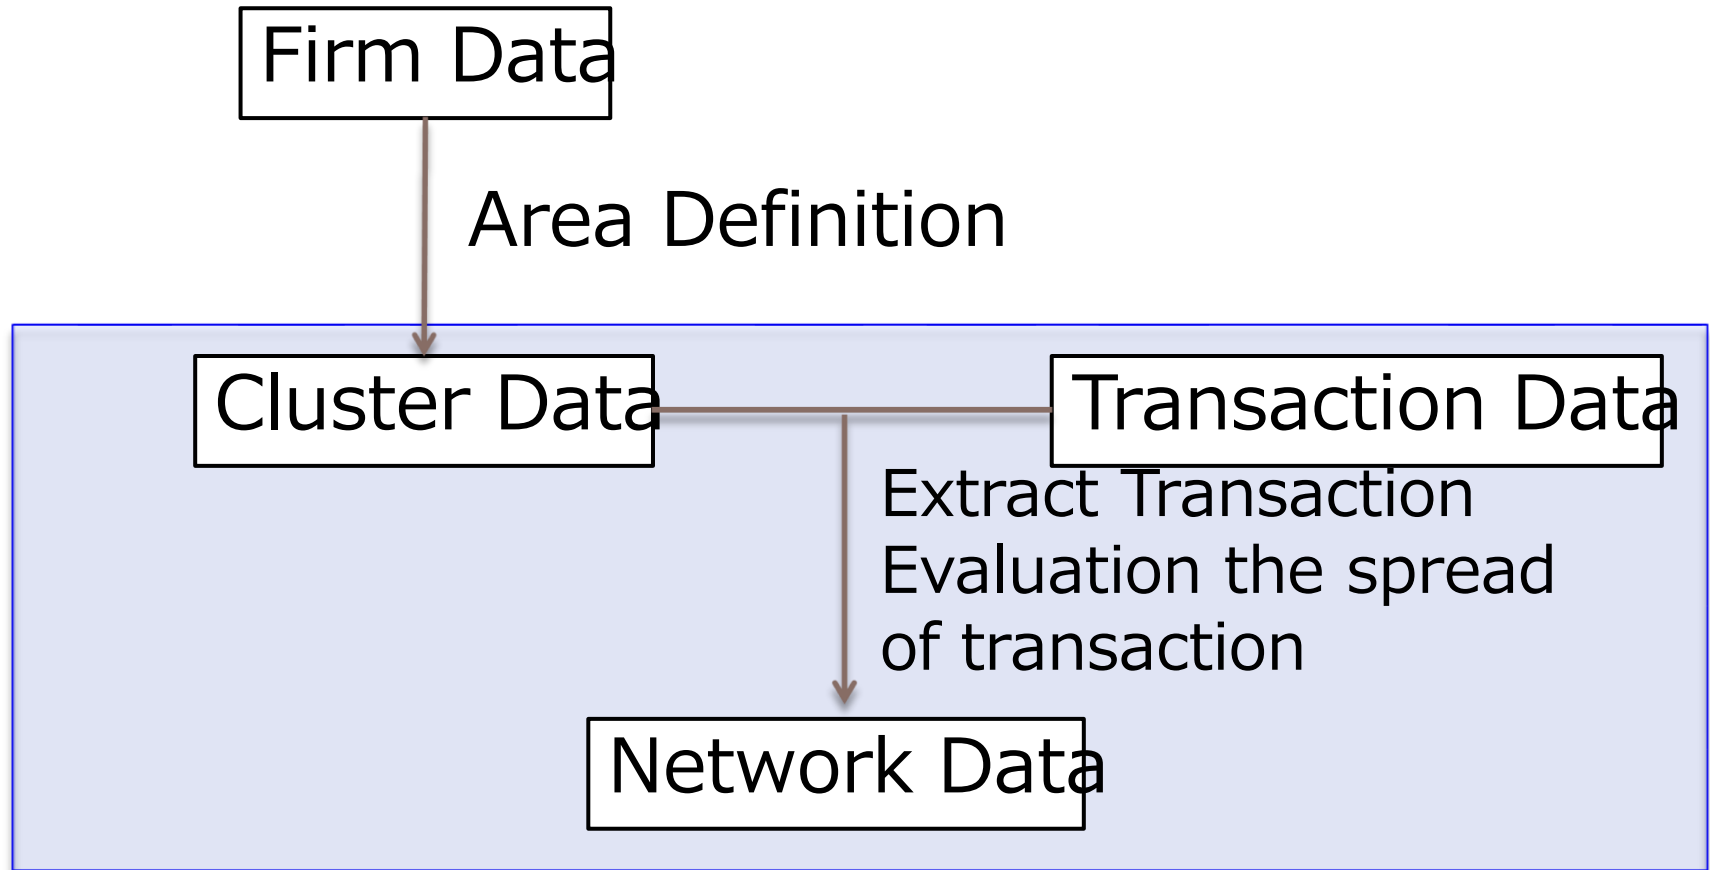 Firm Data
Area Definition
Cluster Data
Transaction Data
Extract Transaction
Evaluation the spread
of transaction
Network Data